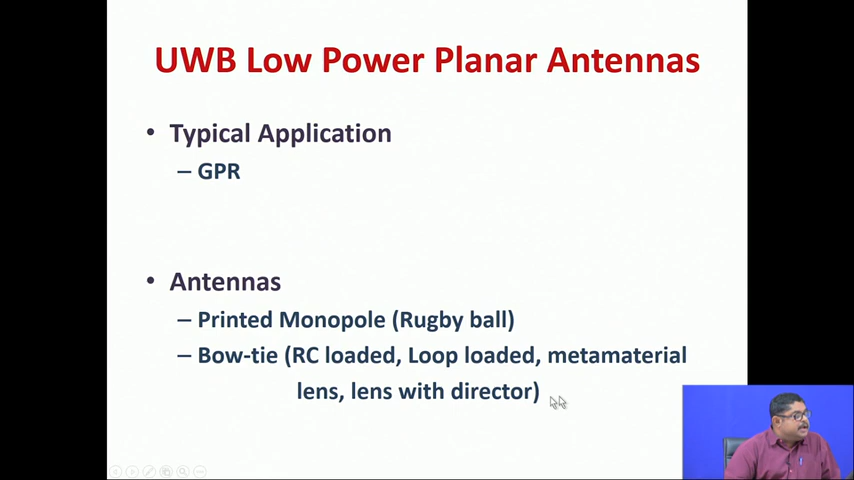 UWB Low Power Planar Antennas
• Typical Application
– GPR
• Antennas
– Printed Monopole (Rugby ball)
– Bow-tie (RC loaded, Loop loaded, metamaterial
lens, lens with director)